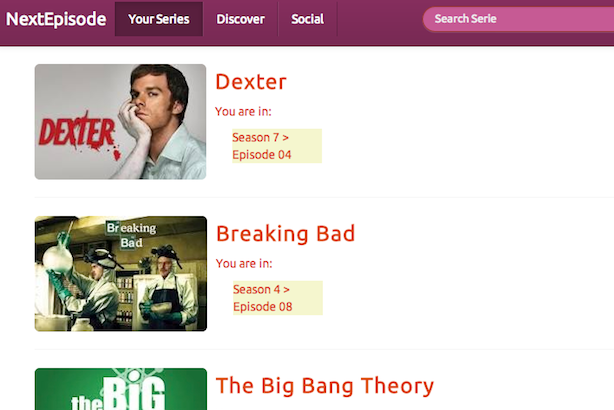 NextEpisode
Your Series
Discover
Social
Search Serie
DEXTER
Dexter
You are in:
Season 7 >
Episode 04
Breaking
Bad
Breaking Bad
You are in:
Season 4 >
Episode 08
the BIG
The Big Bang Theory